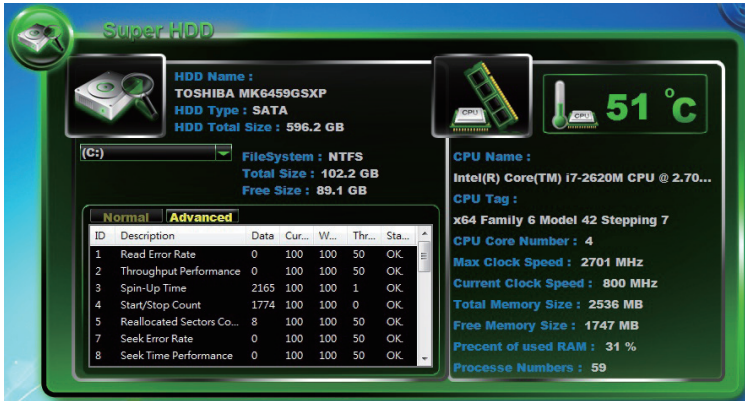 Super HDD
HDD Name :
TOSHIBA MK6459GSXP
HDD Type : SATA
HDD Total Size : 596.2 GB
(C:)
FileSystem : NTFS
Total Size : 102.2 GB
Free Size : 89.1 GB
Normal Advanced
ID Description Data Cur... W... Thr... Sta...
1 Read Error Rate 0 100 100 50 OK
2 Throughput Performance 0 100 100 50 OK
3 Spin-Up Time 2165 100 100 1 OK
4 Start/Stop Count 1774 100 100 0 OK
5 Reallocated Sectors Co... 8 100 100 50 OK
7 Seek Error Rate 0 100 100 50 OK
8 Seek Time Performance 0 100 100 50 OK
CPU
CPU
51 °C
CPU Name :
Intel(R) Core(TM) i7-2620M CPU @ 2.70...
CPU Tag :
x64 Family 6 Model 42 Stepping 7
CPU Core Number : 4
Max Clock Speed : 2701 MHz
Current Clock Speed : 800 MHz
Total Memory Size : 2536 MB
Free Memory Size : 1747 MB
Precent of used RAM : 31 %
Processe Numbers : 59